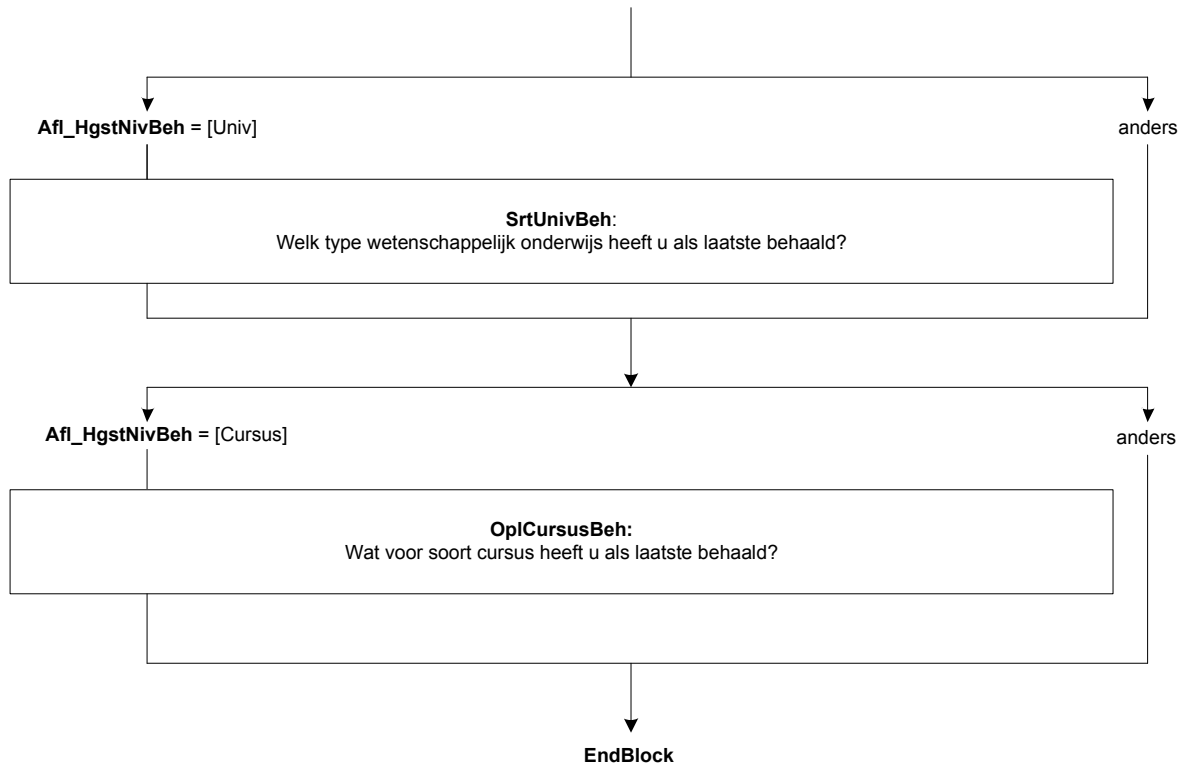 Afl_HgstNivBeh = [Univ]
anders
SrtUnivBeh:
Welk type wetenschappelijk onderwijs heeft u als laatste behaald?
Afl_HgstNivBeh = [Cursus]
anders
OplCursusBeh:
Wat voor soort cursus heeft u als laatste behaald?
EndBlock